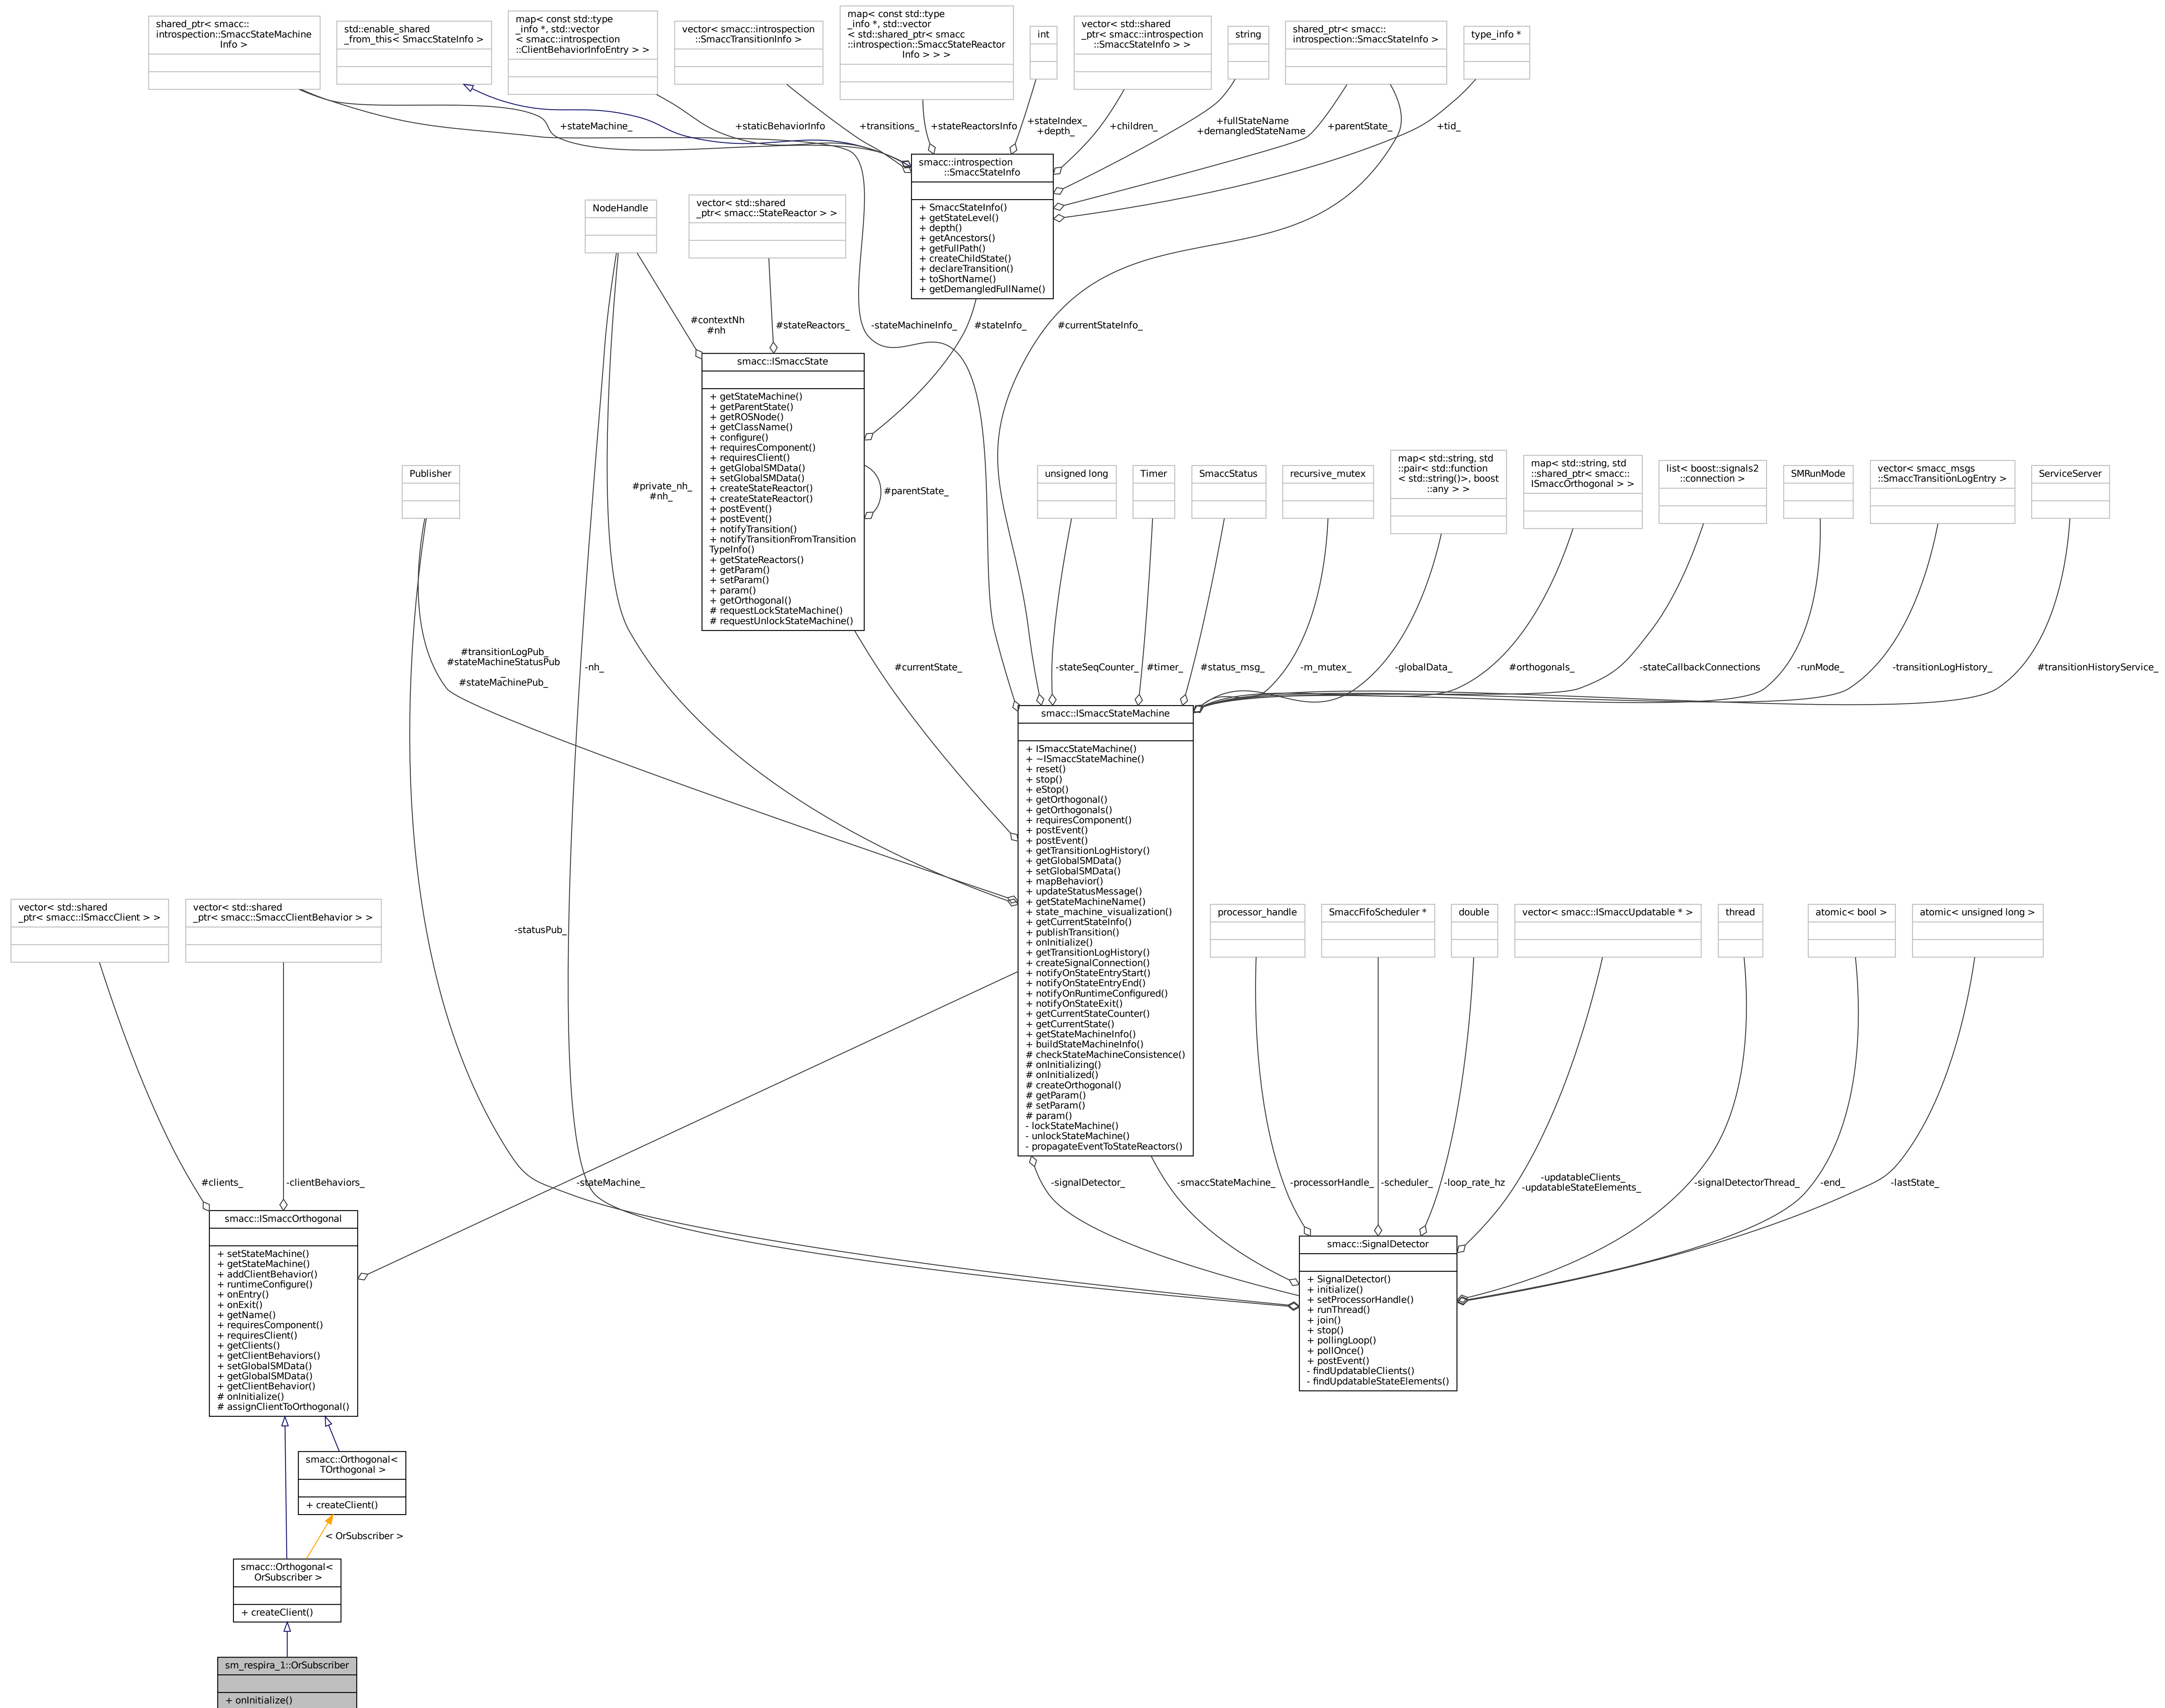 shared_ptr< smacc::
introspection::SmaccStateMachine
Info >
std::enable_shared
_from_this< SmaccStateInfo >
map< const std::type
_info *, std::vector
< smacc::introspection
::ClientBehaviorInfoEntry > >
vector< smacc::introspection
::SmaccTransitionInfo >
map< const std::type
_info *, std::vector
< std::shared_ptr< smacc
::introspection::SmaccStateReactor
Info > > >
int
vector< std::shared
_ptr< smacc::introspection
::SmaccStateInfo > >
string
shared_ptr< smacc::
introspection::SmaccStateInfo >
type_info *
+stateMachine_
+staticBehaviorInfo
+transitions_
+stateReactorsInfo
+stateIndex_
+depth_
+children_
+fullStateName
+demangledStateName
+parentState_
+tid_
smacc::introspection
::SmaccStateInfo
+ SmaccStateInfo()
+ getStateLevel()
+ depth()
+ getAncestors()
+ getFullPath()
+ createChildState()
+ declareTransition()
+ toShortName()
+ getDemangledFullName()
NodeHandle
vector< std::shared
_ptr< smacc::StateReactor > >
#contextNh
#nh
#stateReactors_
-stateMachineInfo_
#stateInfo_
#currentStateInfo_
smacc::ISmaccState
+ getStateMachine()
+ getParentState()
+ getROSNode()
+ getClassName()
+ configure()
+ requiresComponent()
+ requiresClient()
+ getGlobalSMData()
+ setGlobalSMData()
+ createStateReactor()
+ createStateReactor()
+ postEvent()
+ postEvent()
+ notifyTransition()
+ notifyTransitionFromTransition
TypeInfo()
+ getStateReactors()
+ getParam()
+ setParam()
+ param()
+ getOrthogonal()
# requestLockStateMachine()
# requestUnlockStateMachine()
#parentState_
Publisher
#private_nh_
#nh_
unsigned long
Timer
SmaccStatus
recursive_mutex
map< std::string, std
::pair< std::function
< std::string()>, boost
::any > >
map< std::string, std
::shared_ptr< smacc::
ISmaccOrthogonal > >
list< boost::signals2
::connection >
SMRunMode
vector< smacc_msgs
::SmaccTransitionLogEntry >
ServiceServer
#transitionLogPub_
#stateMachineStatusPub
_
#stateMachinePub_
-nh_
#currentState_
-stateSeqCounter_
#timer_
#status_msg_
-m_mutex_
-globalData_
#orthogonals_
-stateCallbackConnections
-runMode_
-transitionLogHistory_
#transitionHistoryService_
smacc::ISmaccStateMachine
+ ISmaccStateMachine()
+ ~ISmaccStateMachine()
+ reset()
+ stop()
+ eStop()
+ getOrthogonal()
+ getOrthogonals()
+ requiresComponent()
+ postEvent()
+ postEvent()
+ getTransitionLogHistory()
+ getGlobalSMData()
+ setGlobalSMData()
+ mapBehavior()
+ updateStatusMessage()
+ getStateMachineName()
+ state_machine_visualization()
+ getCurrentStateInfo()
+ publishTransition()
+ onInitialize()
+ getTransitionLogHistory()
+ createSignalConnection()
+ notifyOnStateEntryStart()
+ notifyOnStateEntryEnd()
+ notifyOnRuntimeConfigured()
+ notifyOnStateExit()
+ getCurrentStateCounter()
+ getCurrentState()
+ getStateMachineInfo()
+ buildStateMachineInfo()
# checkStateMachineConsistence()
# onInitializing()
# onInitialized()
# createOrthogonal()
# getParam()
# setParam()
# param()
- lockStateMachine()
- unlockStateMachine()
- propagateEventToStateReactors()
vector< std::shared
_ptr< smacc::ISmaccClient > >
vector< std::shared
_ptr< smacc::SmaccClientBehavior > >
-statusPub_
processor_handle
SmaccFifoScheduler *
double
vector< smacc::ISmaccUpdatable * >
thread
atomic< bool >
atomic< unsigned long >
#clients_
-clientBehaviors_
-stateMachine_
-signalDetector_
-smaccStateMachine_
-processorHandle_
-scheduler_
-loop_rate_hz
-updatableClients_
-updatableStateElements_
-signalDetectorThread_
-end_
-lastState_
smacc::ISmaccOrthogonal
+ setStateMachine()
+ getStateMachine()
+ addClientBehavior()
+ runtimeConfigure()
+ onEntry()
+ onExit()
+ getName()
+ requiresComponent()
+ requiresClient()
+ getClients()
+ getClientBehaviors()
+ setGlobalSMData()
+ getGlobalSMData()
+ getClientBehavior()
# onInitialize()
# assignClientToOrthogonal()
smacc::SignalDetector
+ SignalDetector()
+ initialize()
+ setProcessorHandle()
+ runThread()
+ join()
+ stop()
+ pollingLoop()
+ pollOnce()
+ postEvent()
- findUpdatableClients()
- findUpdatableStateElements()
smacc::Orthogonal<
TOrthogonal >
+ createClient()
< OrSubscriber >
smacc::Orthogonal<
OrSubscriber >
+ createClient()
sm_respira_1::OrSubscriber
+ onInitialize()